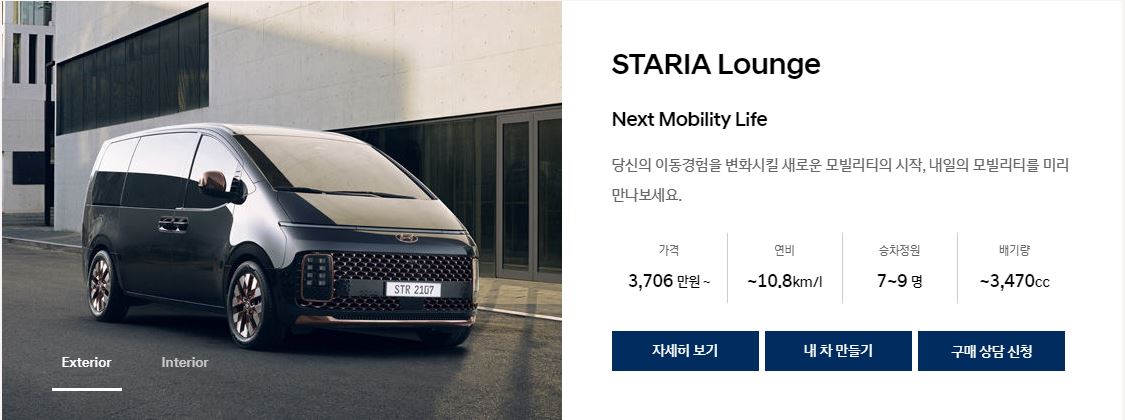 STARIA Lounge
Next Mobility Life
당신의 이동경험을 변화시킬 새로운 모빌리티의 시작, 내일의 모빌리티를 미리
만나보세요.
가격 연비 승차정원 배기량
3,706 만원 ~ ~10.8km/l 7~9 명 ~3,470cc
자세히 보기 내 차 만들기 구매 상담 신청
STR 2107
Exterior Interior